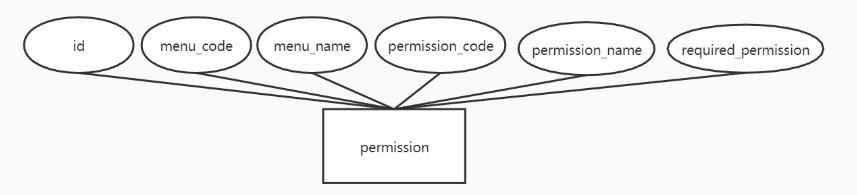 id
menu_code
menu_name
permission_code
permission_name
required_permission
permission